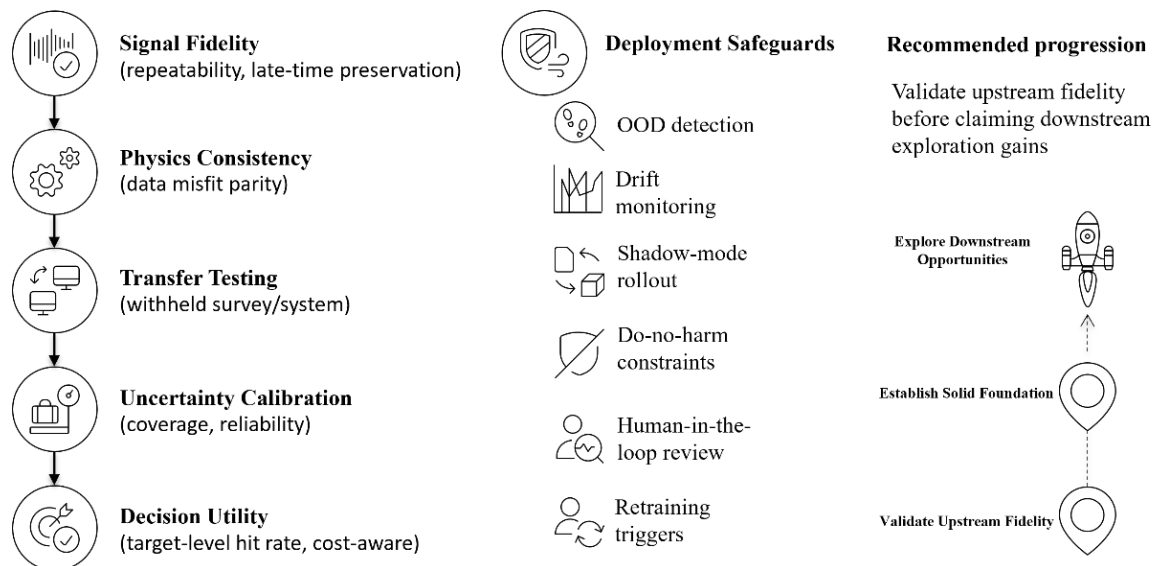 Signal Fidelity
(repeatability, late-time preservation)
Physics Consistency
(data misfit parity)
Transfer Testing
(withheld survey/system)
Uncertainty Calibration
(coverage, reliability)
Decision Utility
(target-level hit rate, cost-aware)
Deployment Safeguards
OOD detection
Drift
monitoring
Shadow-mode
rollout
Do-no-harm
constraints
Human-in-the-
loop review
Retraining
triggers
Recommended progression
Validate upstream fidelity
before claiming downstream
exploration gains
Explore Downstream
Opportunities
Establish Solid Foundation
Validate Upstream Fidelity